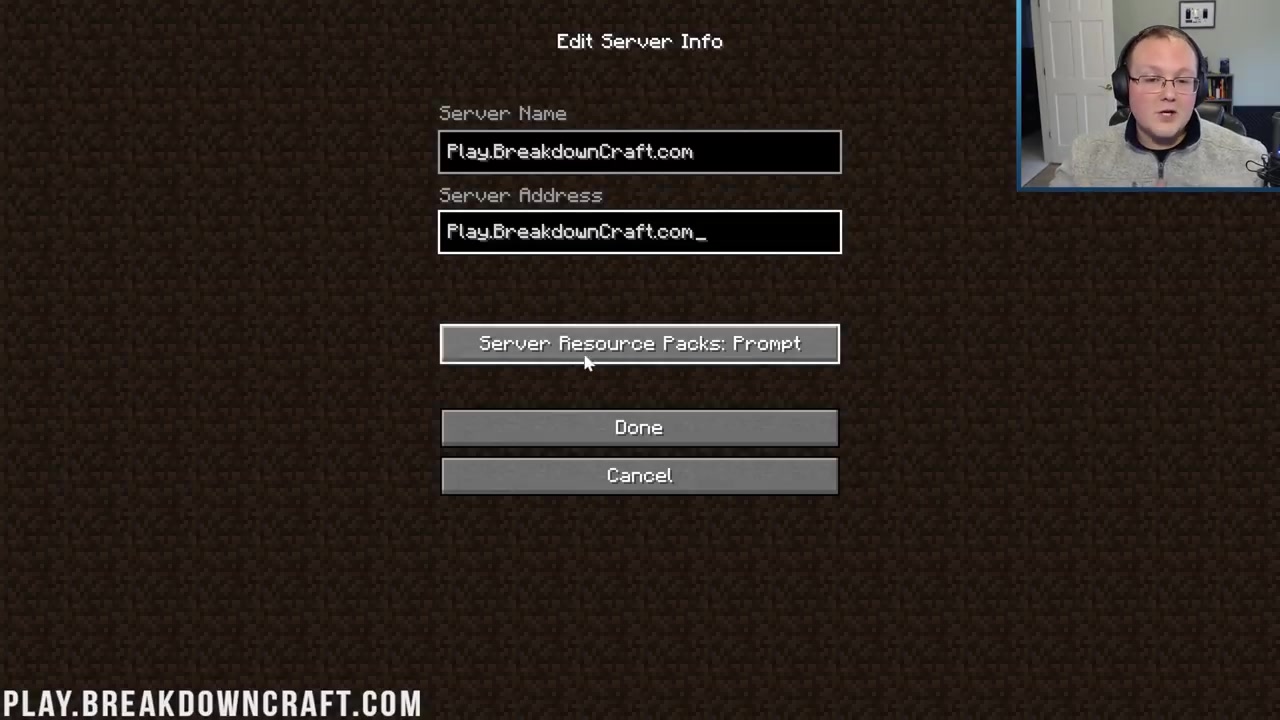 Edit Server Info
Server Name
Play.BreakdownCraft.com
Server Address
Play.BreakdownCraft.com_
Server Resource Packs: Prompt
Done
Cancel
PLAY.BREAKDOWNCRAFT.COM